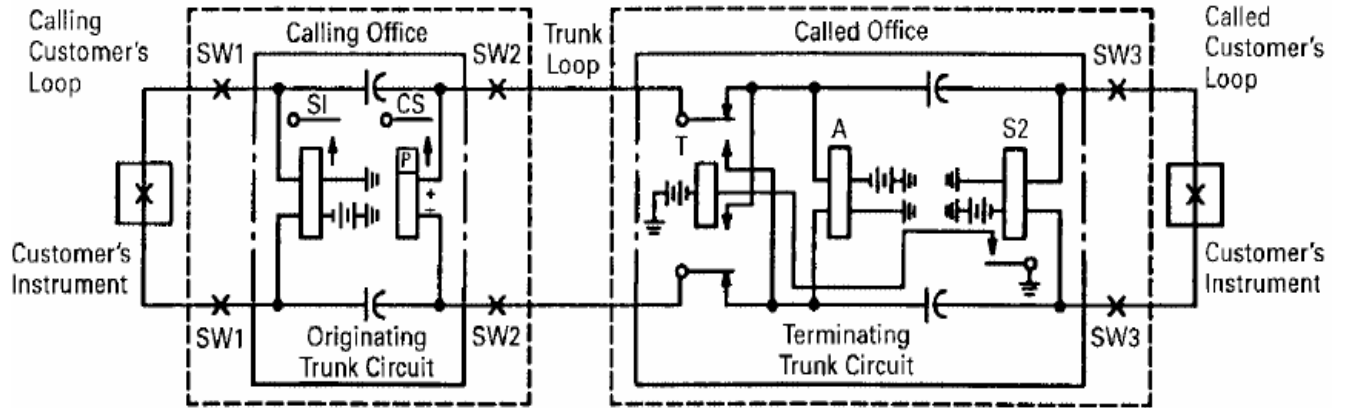 Calling
Customer's
Loop
Calling Office
SW1
SW2
Trunk
Loop
Called Office
SW3
Called
Customer's
Loop
SI
CS
P
+
−
T
A
S2
Customer's
Instrument
Customer's
Instrument
SW1
Originating
Trunk Circuit
SW2
Terminating
Trunk Circuit
SW3